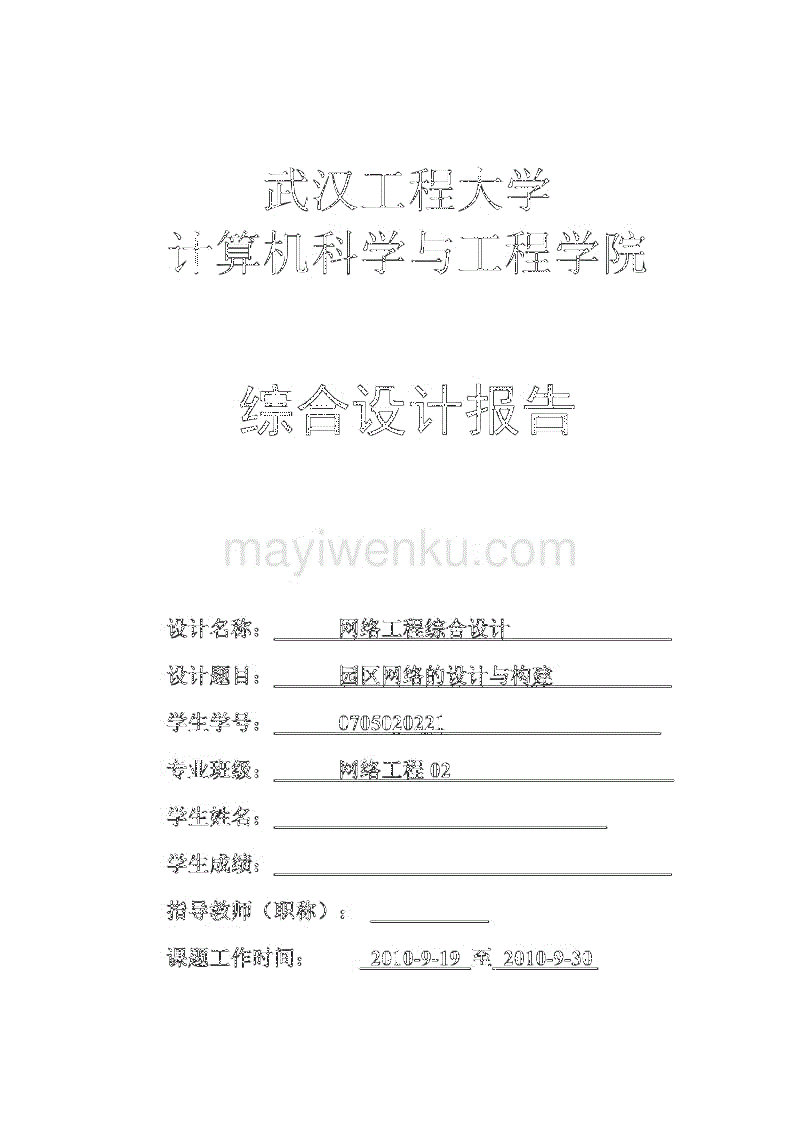 武汉工程大学
计算机科学与工程学院
综合设计报告
mayiwenku.com
设计名称： 网络工程综合设计
设计题目： 园区网络的设计与构建
学生学号： 0705020221
专业班级： 网络工程 02
学生姓名：
学生成绩：
指导教师（职称）：
课题工作时间： 2010-9-19 至 2010-9-30